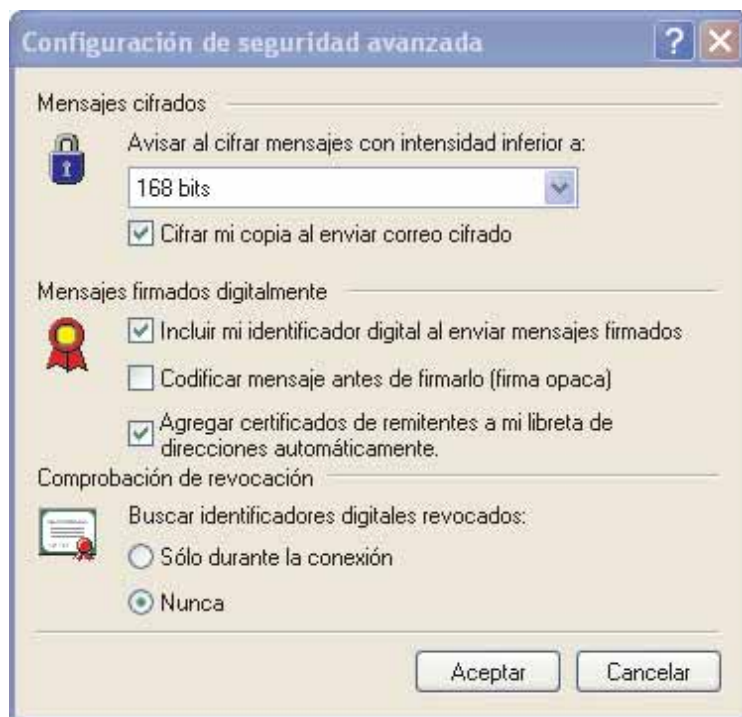 Configuración de seguridad avanzada
Mensajes cifrados
Avisar al cifrar mensajes con intensidad inferior a:
168 bits
Cifrar mi copia al enviar correo cifrado
Mensajes firmados digitalmente
Incluir mi identificador digital al enviar mensajes firmados
Codificar mensaje antes de firmarlo (firma opaca)
Agregar certificados de remitentes a mi libreta de
direcciones automáticamente.
Comprobación de revocación
Buscar identificadores digitales revocados:
Sólo durante la conexión
Nunca
Aceptar
Cancelar